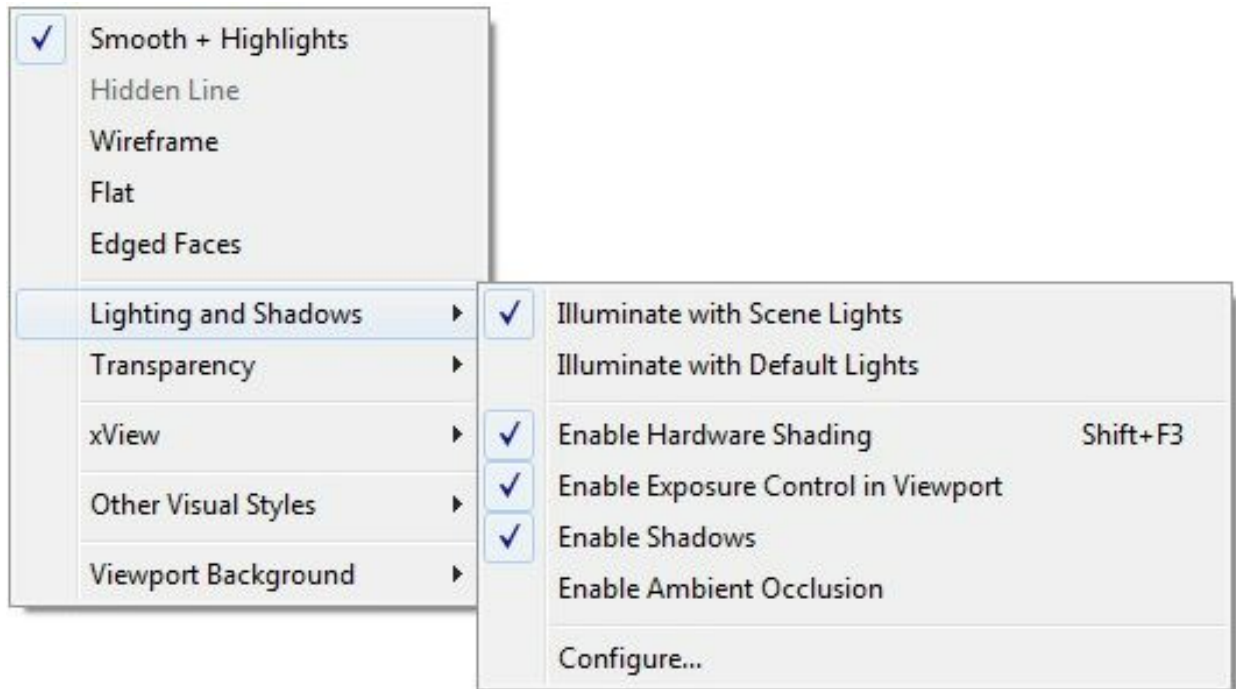 Smooth + Highlights
Hidden Line
Wireframe
Flat
Edged Faces
Lighting and Shadows
Transparency
xView
Other Visual Styles
Viewport Background
Illuminate with Scene Lights
Illuminate with Default Lights
Enable Hardware Shading Shift+F3
Enable Exposure Control in Viewport
Enable Shadows
Enable Ambient Occlusion
Configure...